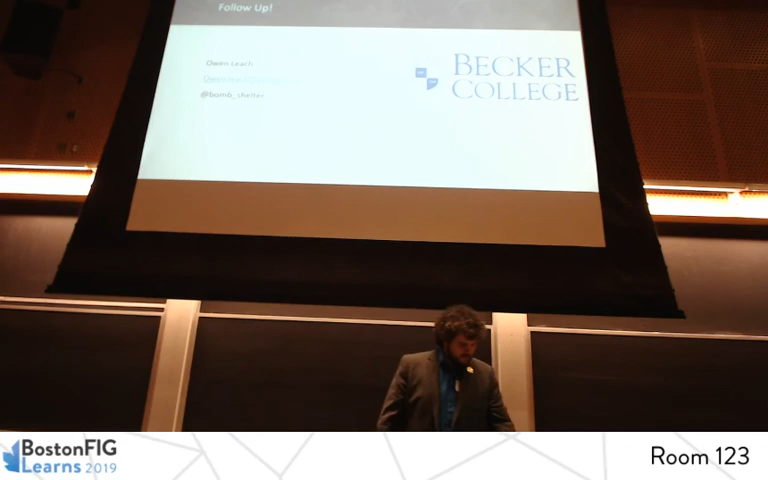 Follow Up!
Owen Leach
@bomb_shelter
BECKER
COLLEGE
BostonFIG
Learns 2019
Room 123